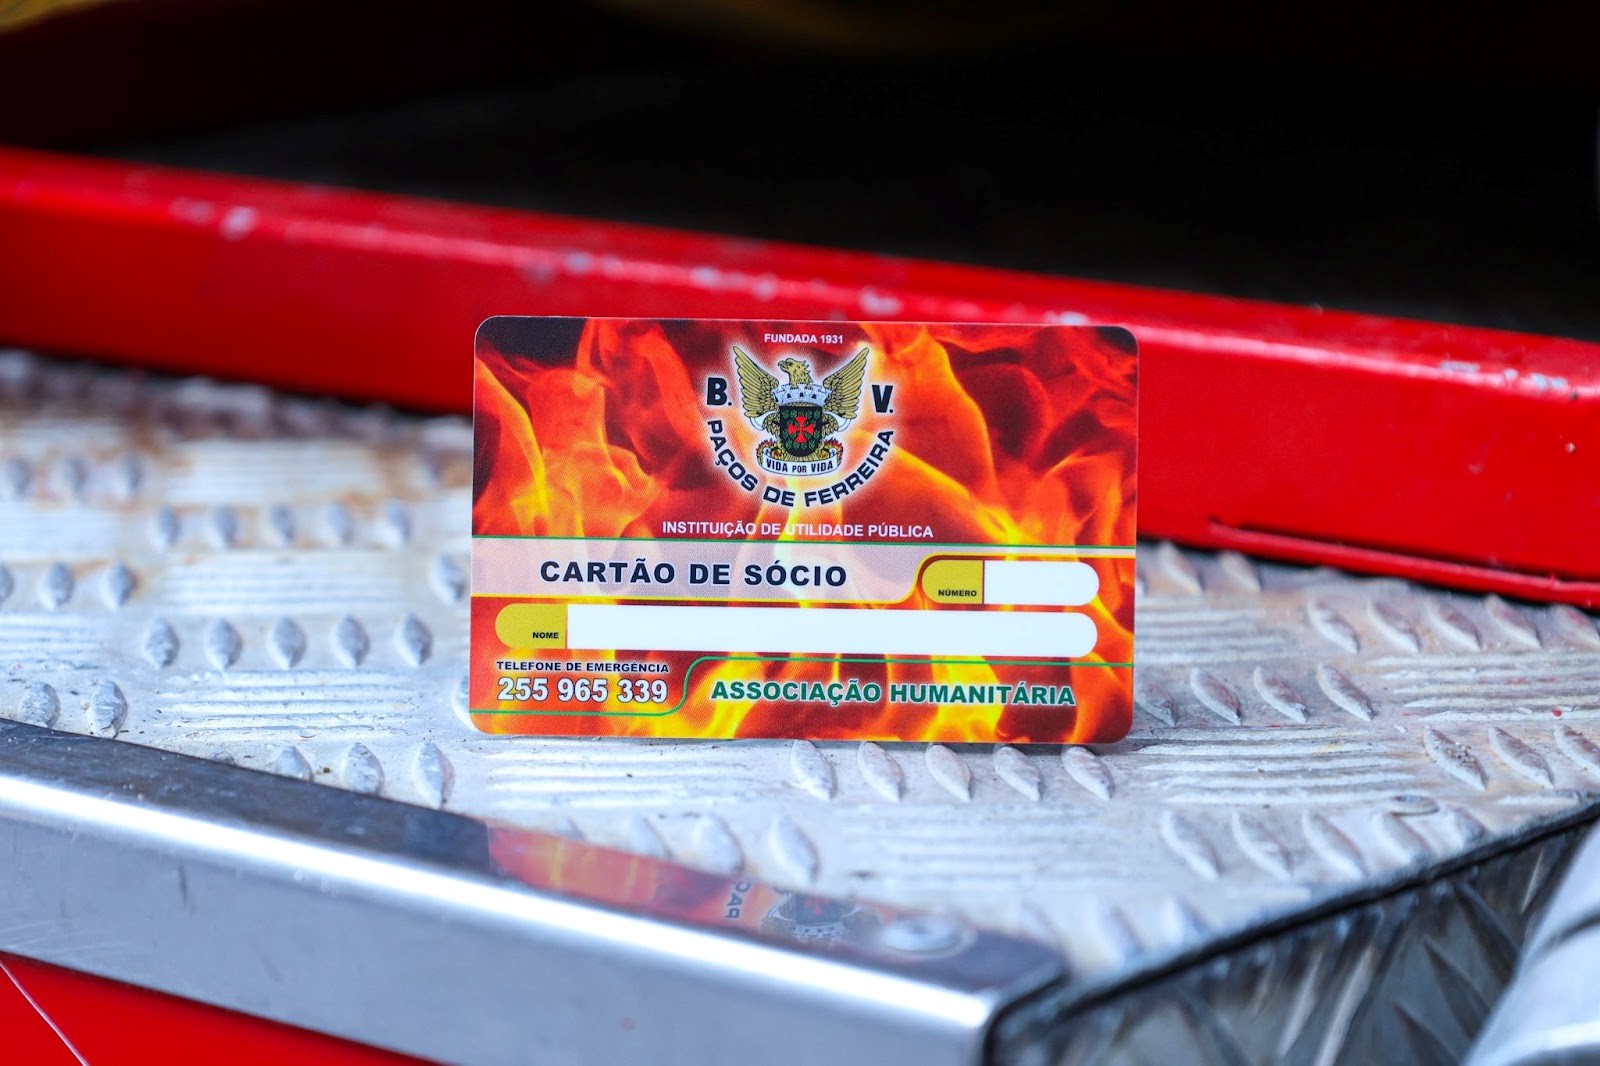 FUNDADA 1931
B. V.
VIDA POR VIDA
PAÇOS DE FERREIRA
INSTITUIÇÃO DE UTILIDADE PÚBLICA
CARTÃO DE SÓCIO
NÚMERO
NOME
TELEFONE DE EMERGÊNCIA
255 965 339
ASSOCIAÇÃO HUMANITÁRIA